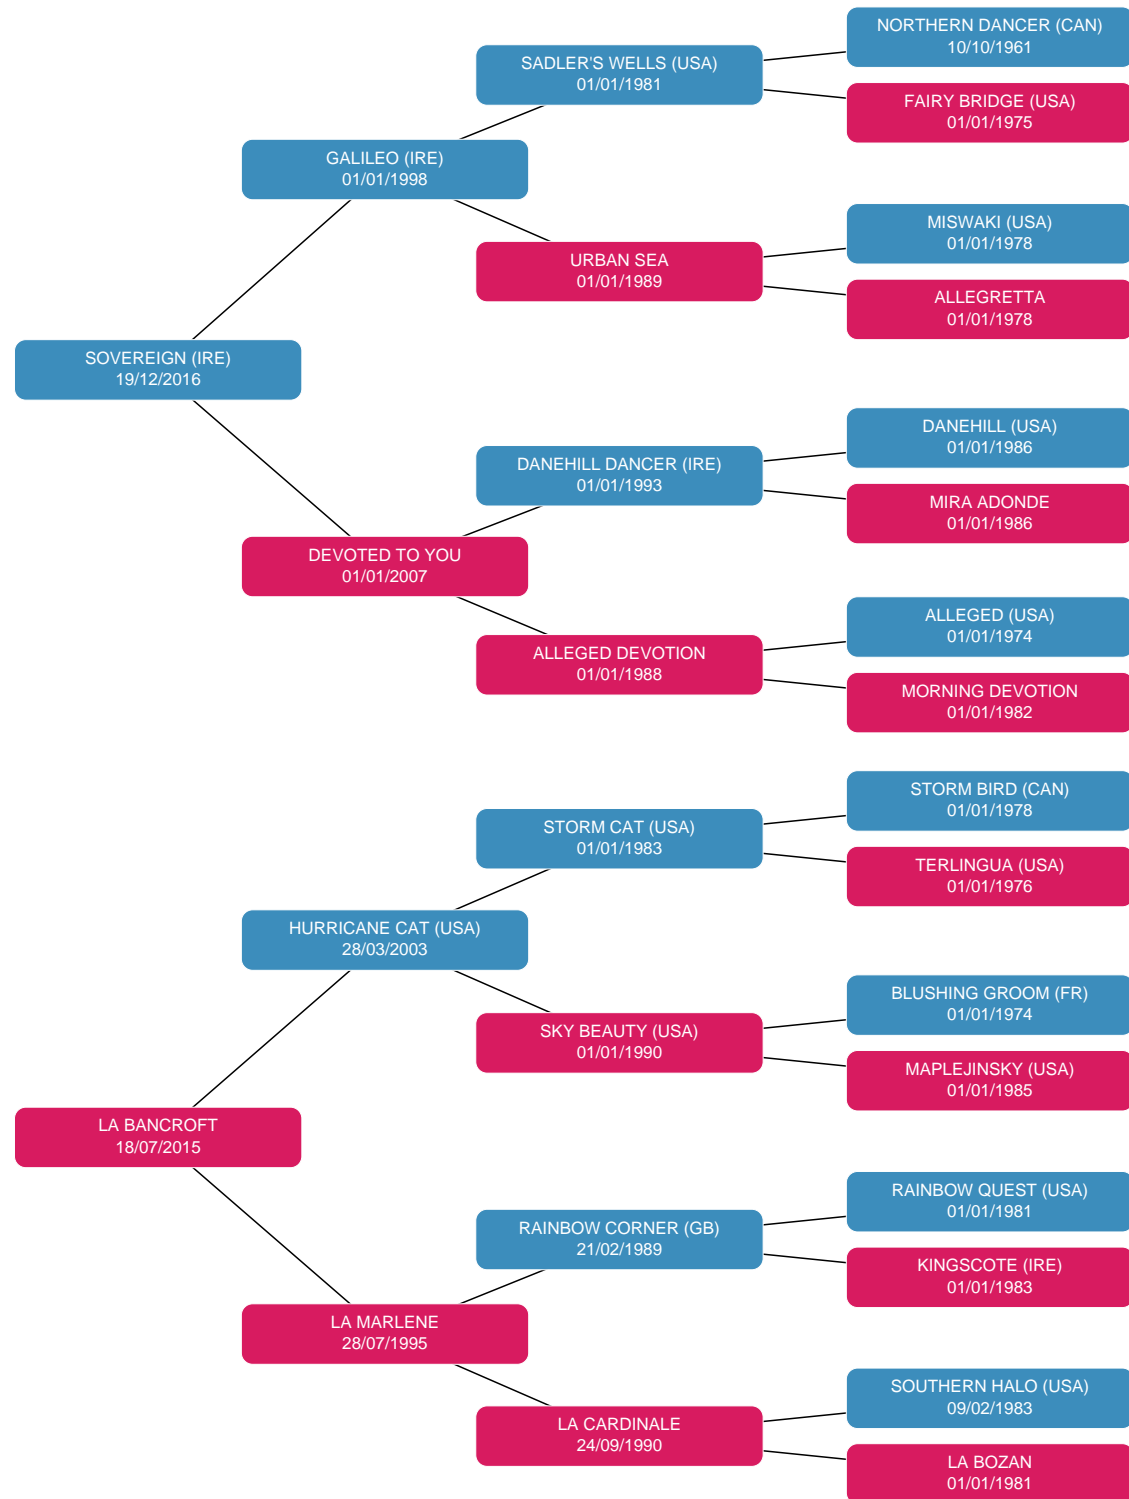 NORTHERN DANCER (CAN)
10/10/1961
SADLER'S WELLS (USA)
01/01/1981
FAIRY BRIDGE (USA)
01/01/1975
GALILEO (IRE)
01/01/1998
MISWAKI (USA)
01/01/1978
URBAN SEA
01/01/1989
ALLEGRETTA
01/01/1978
SOVEREIGN (IRE)
19/12/2016
DANEHILL (USA)
01/01/1986
DANEHILL DANCER (IRE)
01/01/1993
MIRA ADONDE
01/01/1986
DEVOTED TO YOU
01/01/2007
ALLEGED (USA)
01/01/1974
ALLEGED DEVOTION
01/01/1988
MORNING DEVOTION
01/01/1982
STORM BIRD (CAN)
01/01/1978
STORM CAT (USA)
01/01/1983
TERLINGUA (USA)
01/01/1976
HURRICANE CAT (USA)
28/03/2003
BLUSHING GROOM (FR)
01/01/1974
SKY BEAUTY (USA)
01/01/1990
MAPLEJINSKY (USA)
01/01/1985
LA BANCROFT
18/07/2015
RAINBOW QUEST (USA)
01/01/1981
RAINBOW CORNER (GB)
21/02/1989
KINGSCOTE (IRE)
01/01/1983
LA MARLENE
28/07/1995
SOUTHERN HALO (USA)
09/02/1983
LA CARDINALE
24/09/1990
LA BOZAN
01/01/1981